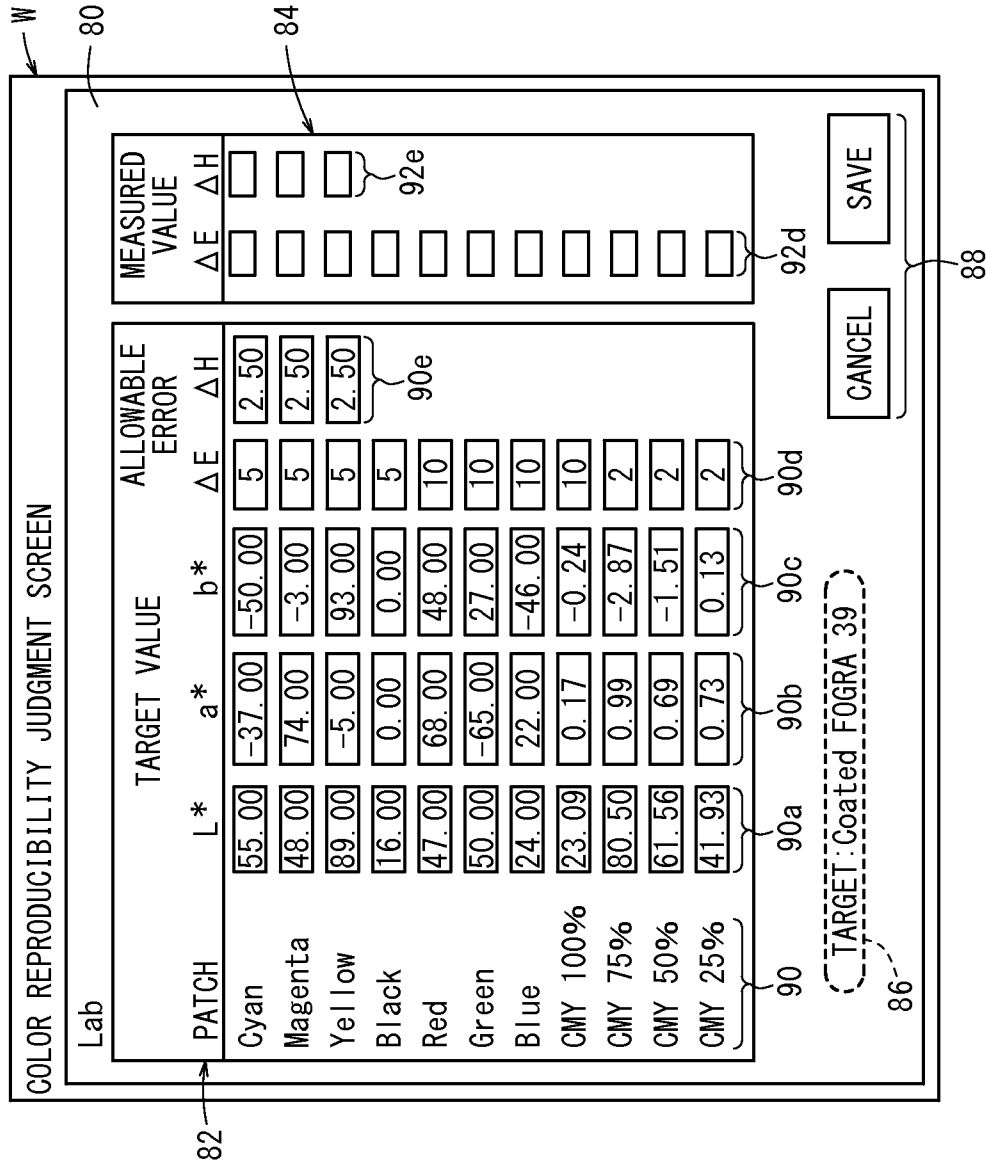 W
COLOR REPRODUCIBILITY JUDGMENT SCREEN
80
Lab
84
82
TARGET VALUE ALLOWABLE ERROR MEASURED VALUE
PATCH L* a* b* ΔE ΔH ΔE ΔH
Cyan 55.00 -37.00 -50.00 5 2.50
Magenta 48.00 74.00 -3.00 5 2.50
Yellow 89.00 -5.00 93.00 5 2.50
Black 16.00 0.00 0.00 5
Red 47.00 68.00 48.00 10
Green 50.00 -65.00 27.00 10
Blue 24.00 22.00 -46.00 10
CMY 100% 23.09 0.17 -0.24 10
CMY 75% 80.50 0.99 -2.87 2
CMY 50% 61.56 0.69 -1.51 2
CMY 25% 41.93 0.73 0.13 2
90e 92e
90 90a 90b 90c 90d 92d
TARGET:Coated FOGRA 39 CANCEL SAVE
86 88